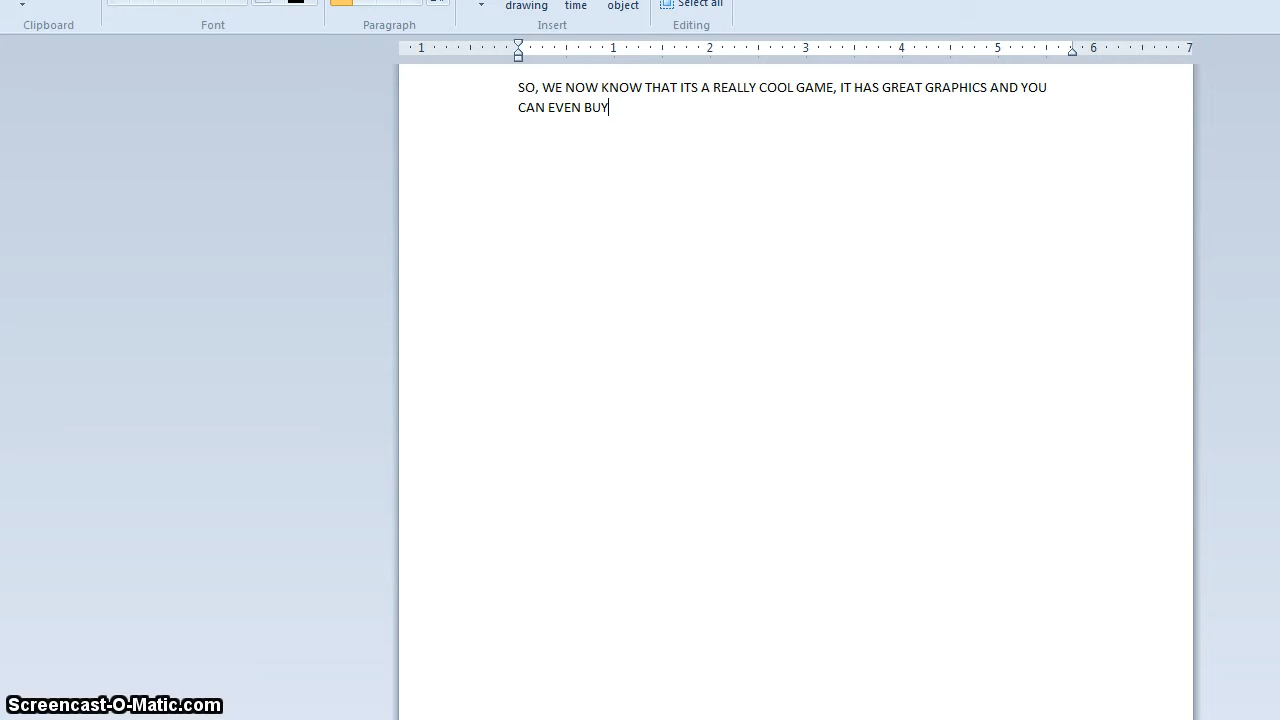 drawing time object Select all
Clipboard Font Paragraph Insert Editing
1 1 2 3 4 5 6 7
SO, WE NOW KNOW THAT ITS A REALLY COOL GAME, IT HAS GREAT GRAPHICS AND YOU
CAN EVEN BUY
Screencast-O-Matic.com